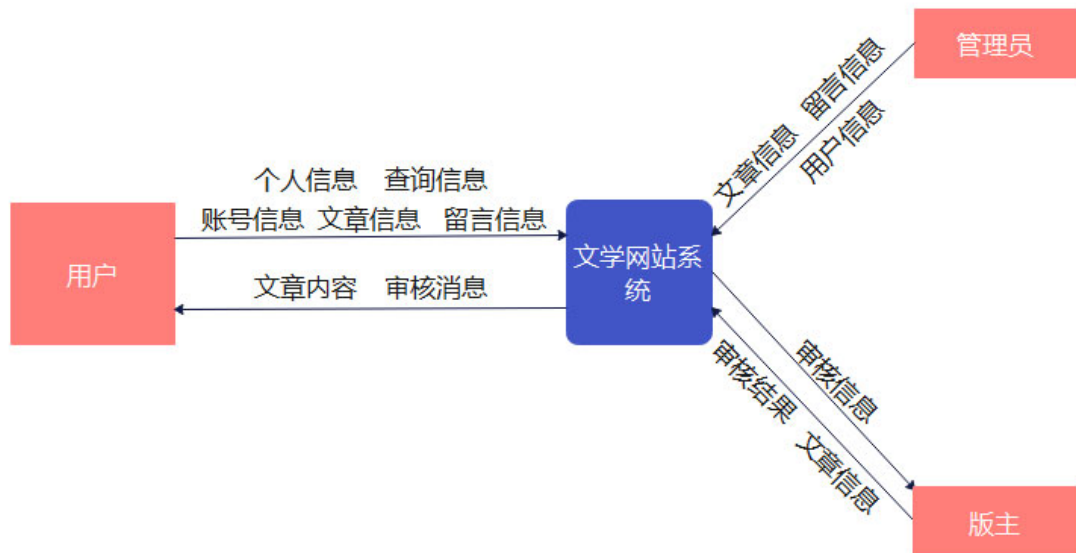 管理员
文章信息 留言信息
用户信息
个人信息 查询信息
账号信息 文章信息 留言信息
用户
文学网站系
统
文章内容 审核消息
审核信息
审核结果 文章信息
版主